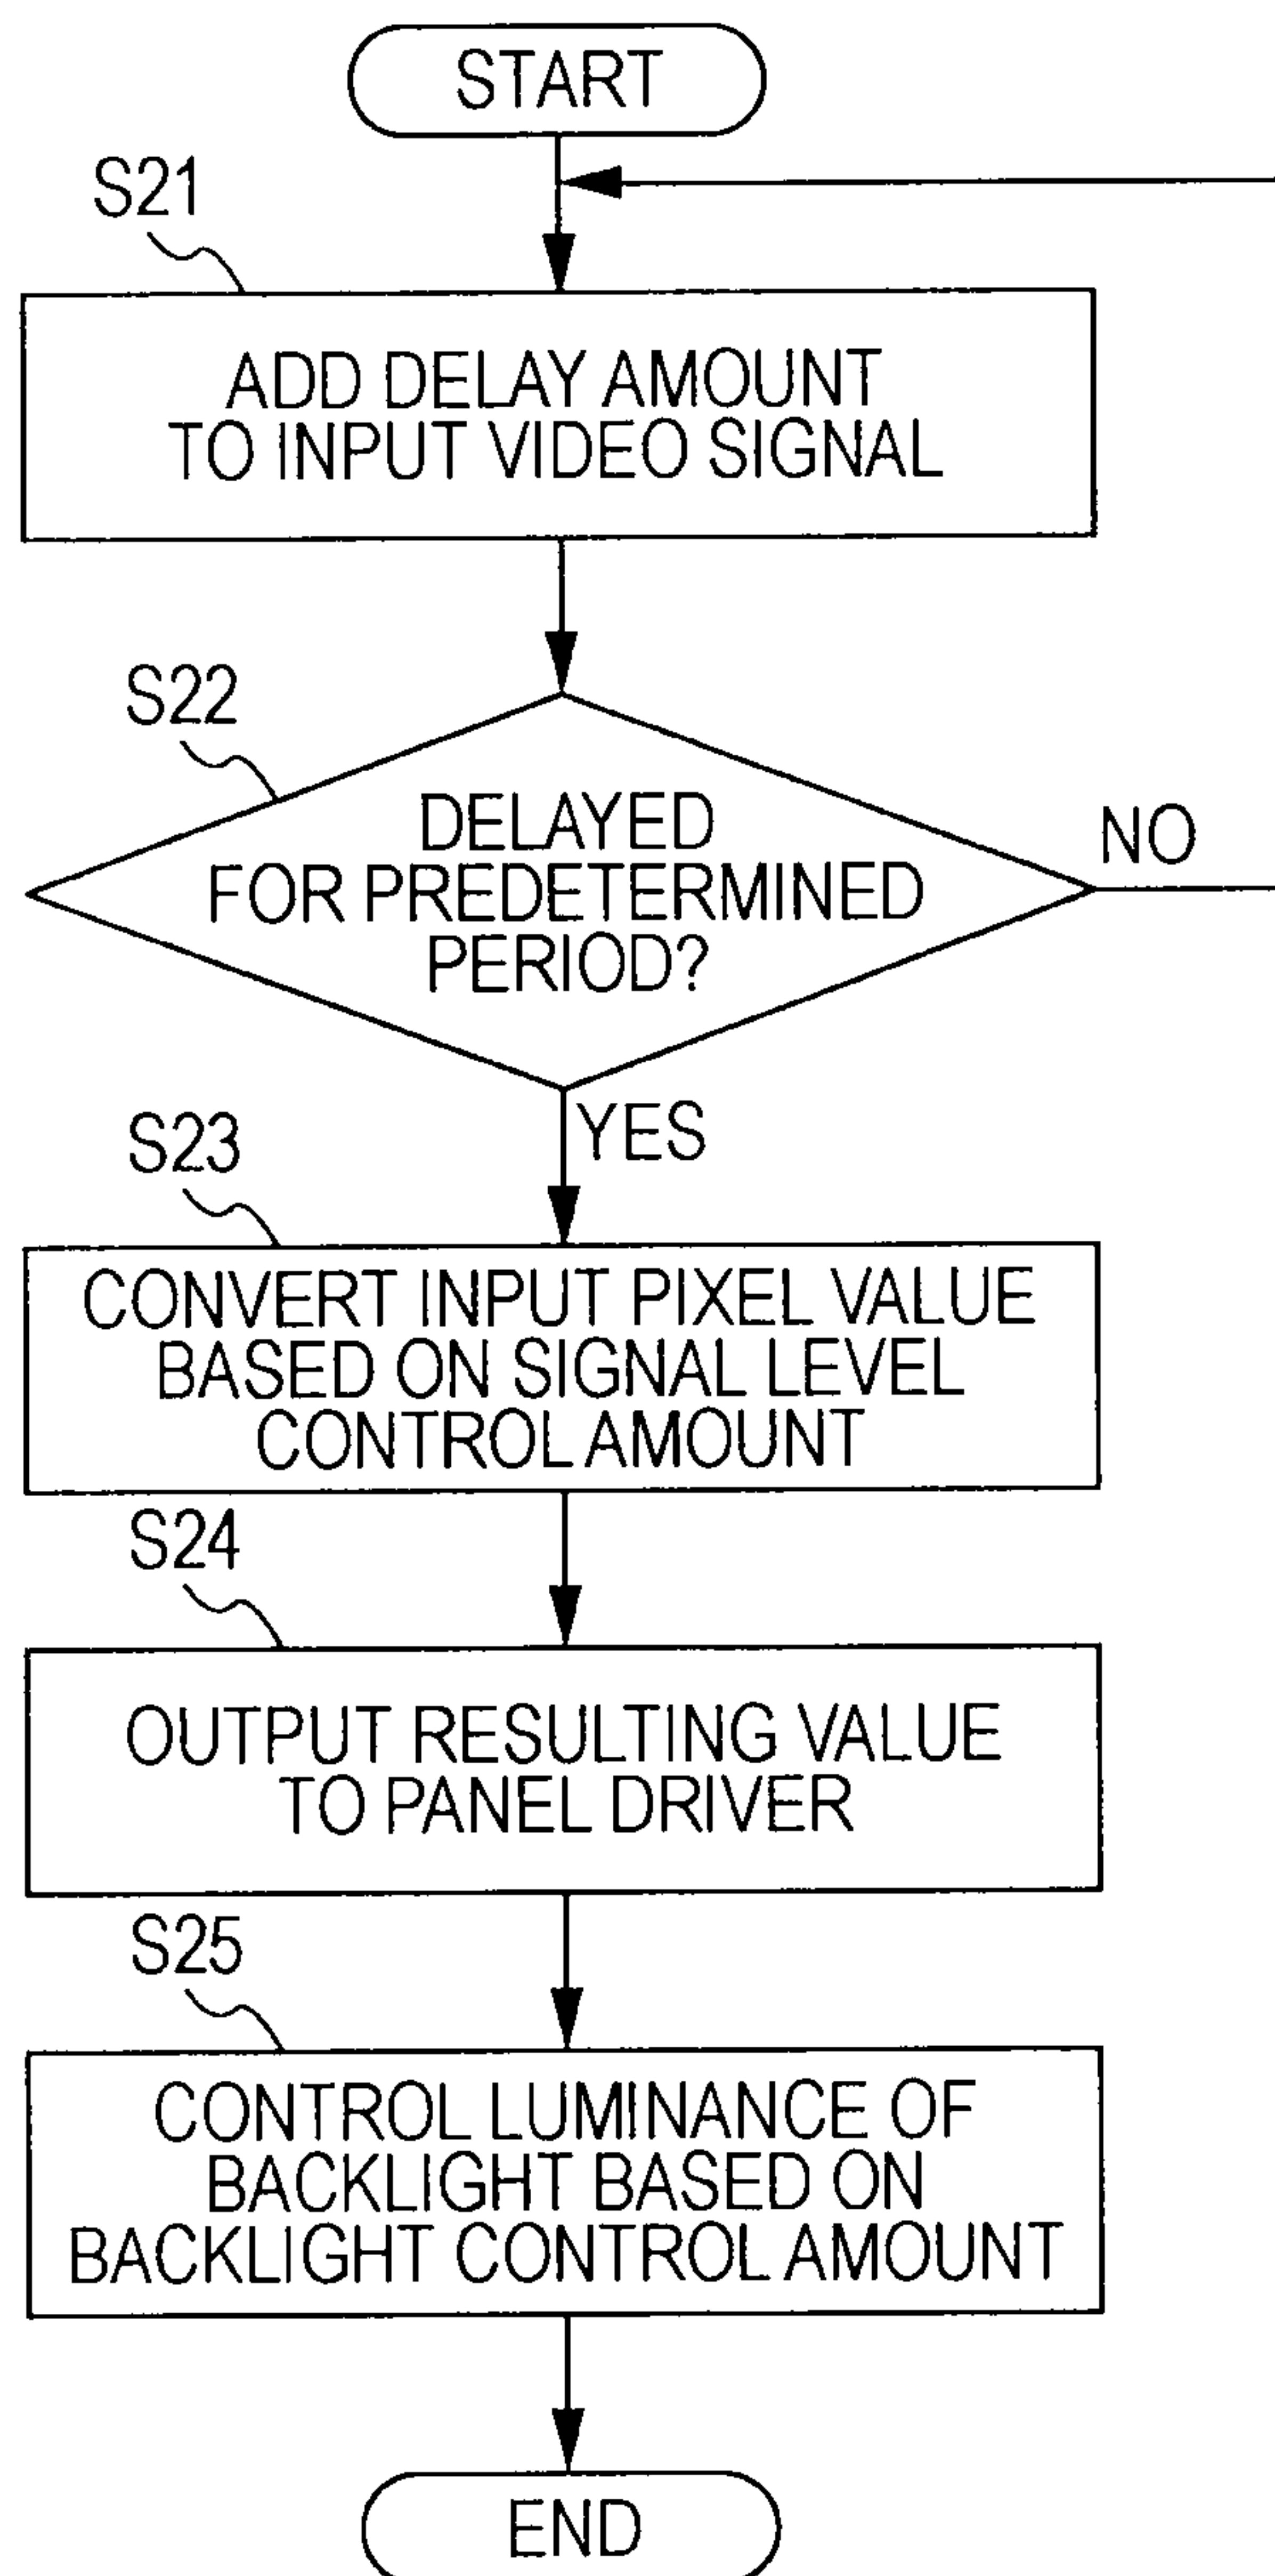 START
S21
ADD DELAY AMOUNT
TO INPUT VIDEO SIGNAL
S22
DELAYED
FOR PREDETERMINED
PERIOD?
NO
YES
S23
CONVERT INPUT PIXEL VALUE
BASED ON SIGNAL LEVEL
CONTROL AMOUNT
S24
OUTPUT RESULTING VALUE
TO PANEL DRIVER
S25
CONTROL LUMINANCE OF
BACKLIGHT BASED ON
BACKLIGHT CONTROL AMOUNT
END